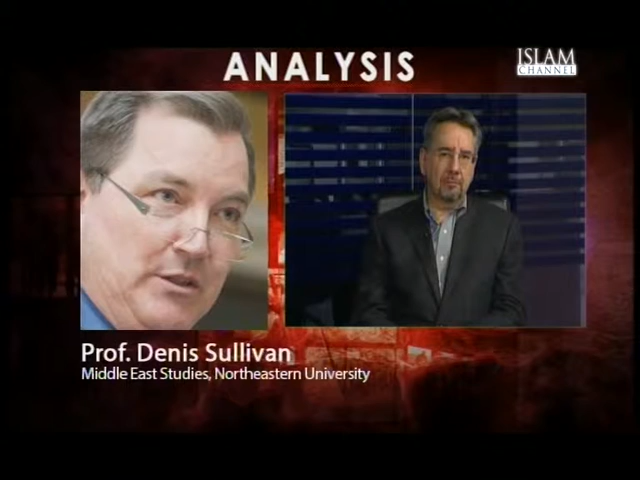 ANALYSIS
ISLAM
CHANNEL
Prof. Denis Sullivan
Middle East Studies, Northeastern University